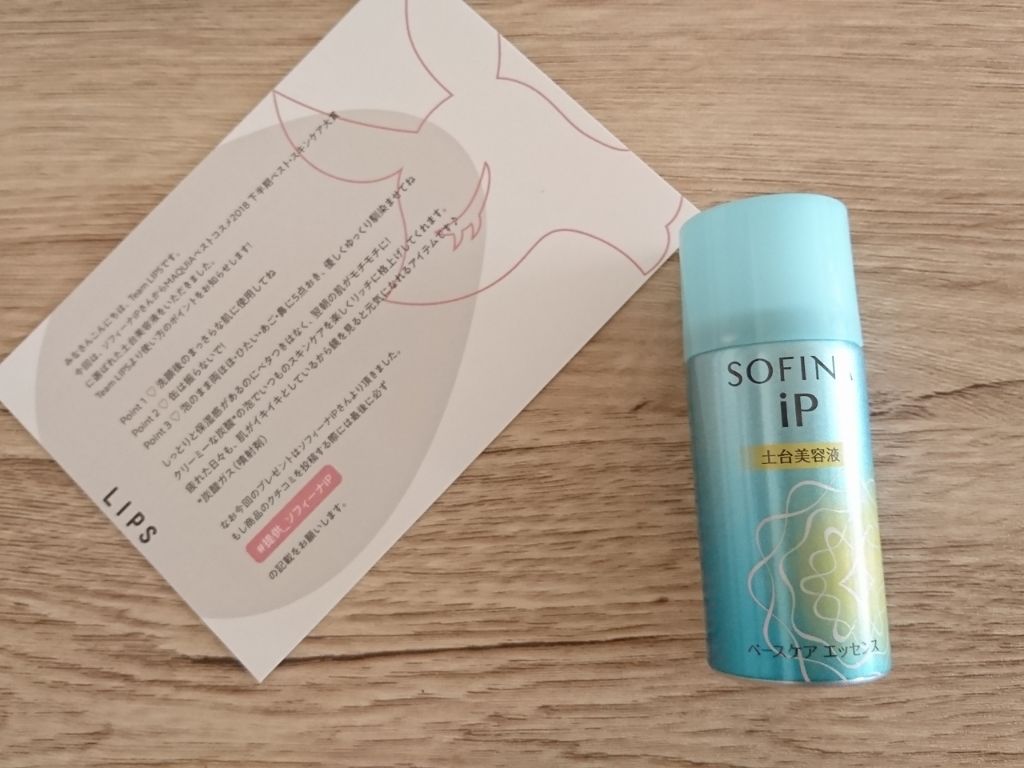 みなさんこんにちは、Team LIPSです。
今回は、ソフィーナiPさんからMAQUIAベストコスメ2018 下半期ベスト・スキンケア大賞
に選ばれた土台美容液をいただきました。
Team LIPSより使い方のポイントをお知らせします!
Point 1 ♡ 洗顔後のまっさらな肌に使用してね
Point 2 ♡ 缶は振らないで!
Point 3 ♡ 泡のまま両ほほ・ひたい・あご・鼻に5点おき、優しくゆっくり馴染ませてね
しっとりと保湿感があるのにベタつきはなく、翌朝の肌がモチモチに!
クリーミーな炭酸*の泡でいつものスキンケアを楽しくリッチに格上げしてくれます。
疲れた日々も、肌がイキイキとしているから鏡を見ると元気になれるアイテムです♪
*炭酸ガス(噴射剤)
なお今回のプレゼントはソフィーナiPさんより頂きました。
もし商品のクチコミを投稿する際には最後に必ず
#提供_ソフィーナiP
の記載をお願いします。
LIPS
SOFIN
iP
土台美容液
ベースケア エッセンス